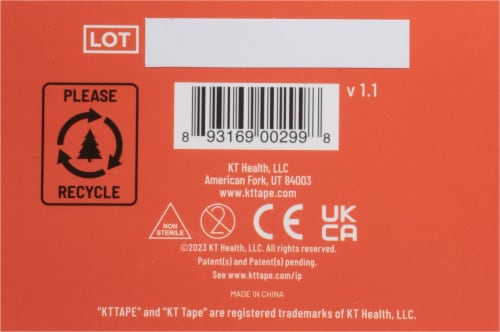 LOT
v 1.1
8 93169 00299 8
PLEASE
RECYCLE
KT Health, LLC
American Fork, UT 84003
www.kttape.com
NON
STERILE
2
CE
UK
CA
©2023 KT Health, LLC. All rights reserved.
Patent(s) and Patent(s) pending.
See www.kttape.com/ip
MADE IN CHINA
"KTTAPE" and "KT Tape" are registered trademarks of KT Health, LLC.